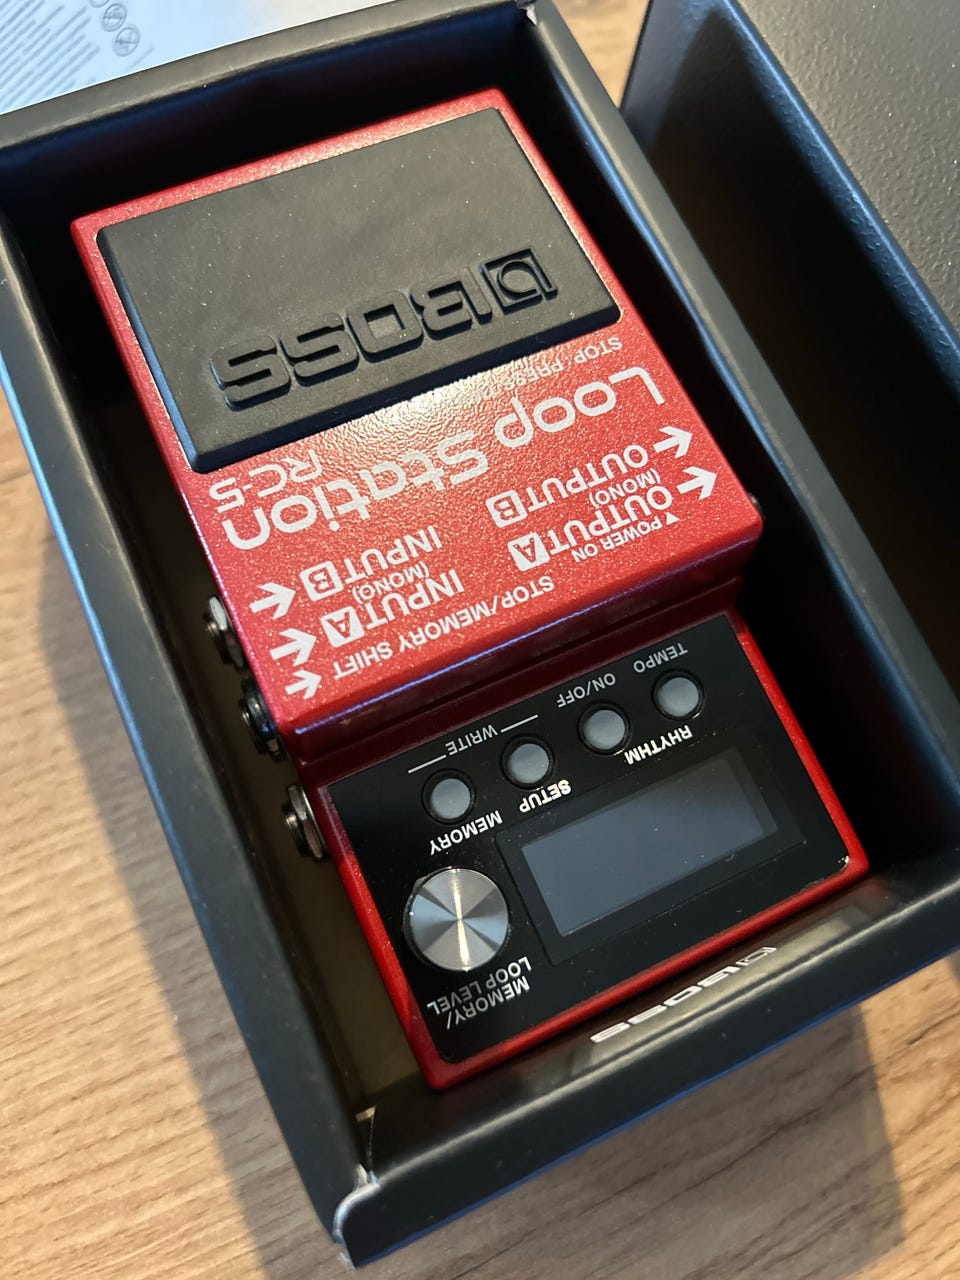 MEMORY/
LOOP LEVEL
MEMORY
SETUP
RHYTHM
WRITE
ON/OFF
TEMPO
STOP/MEMORY SHIFT
INPUT A
(MONO)
INPUT B
▼POWER ON
OUTPUT A
(MONO)
OUTPUT B
Loop Station
RC-5
STOP
PRESS
BOSS
BOSS